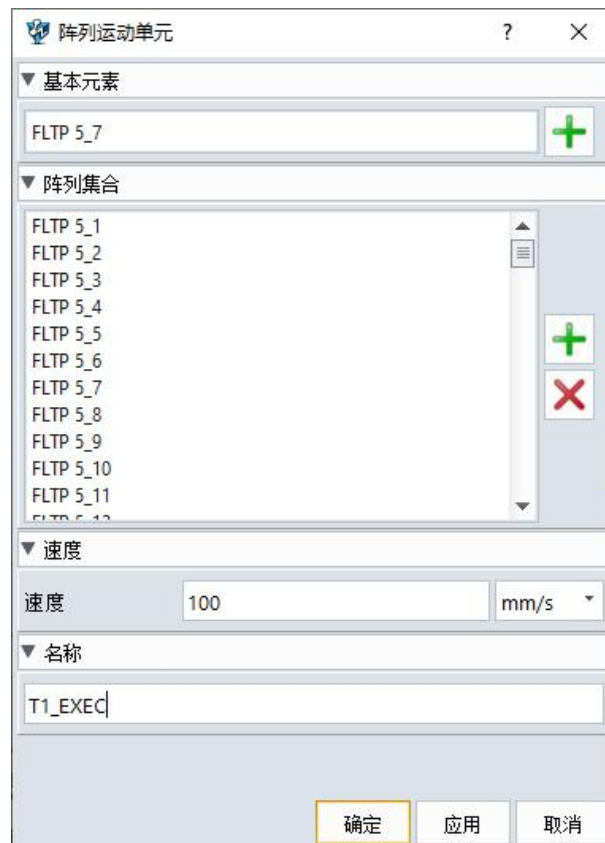 阵列运动单元
?
基本元素
FLTP 5_7
阵列集合
FLTP 5_1
FLTP 5_2
FLTP 5_3
FLTP 5_4
FLTP 5_5
FLTP 5_6
FLTP 5_7
FLTP 5_8
FLTP 5_9
FLTP 5_10
FLTP 5_11
速度
速度 100 mm/s
名称
T1_EXEC
确定 应用 取消